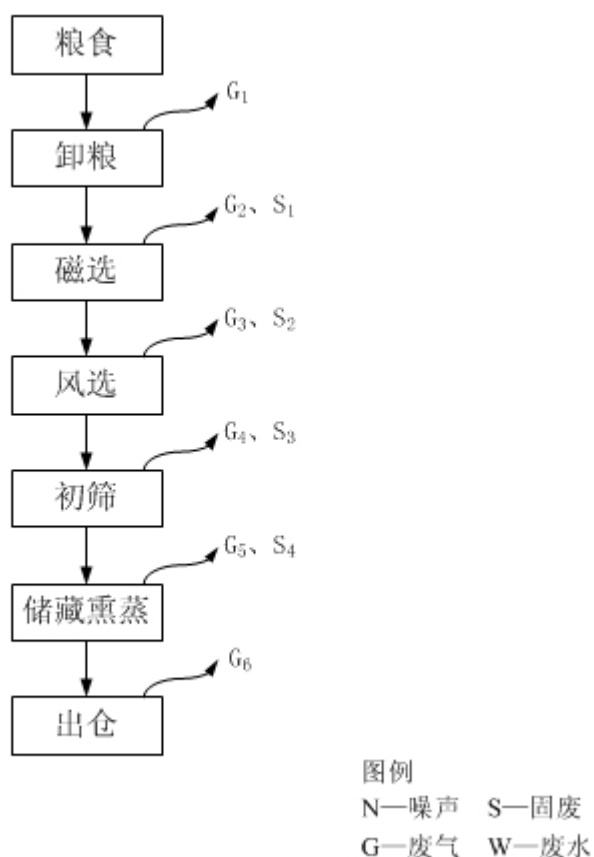 粮食
G₁
卸粮
G₂、S₁
磁选
G₃、S₂
风选
G₄、S₃
初筛
G₅、S₄
储藏熏蒸
G₆
出仓
图例
N—噪声 S—固废
G—废气 W—废水